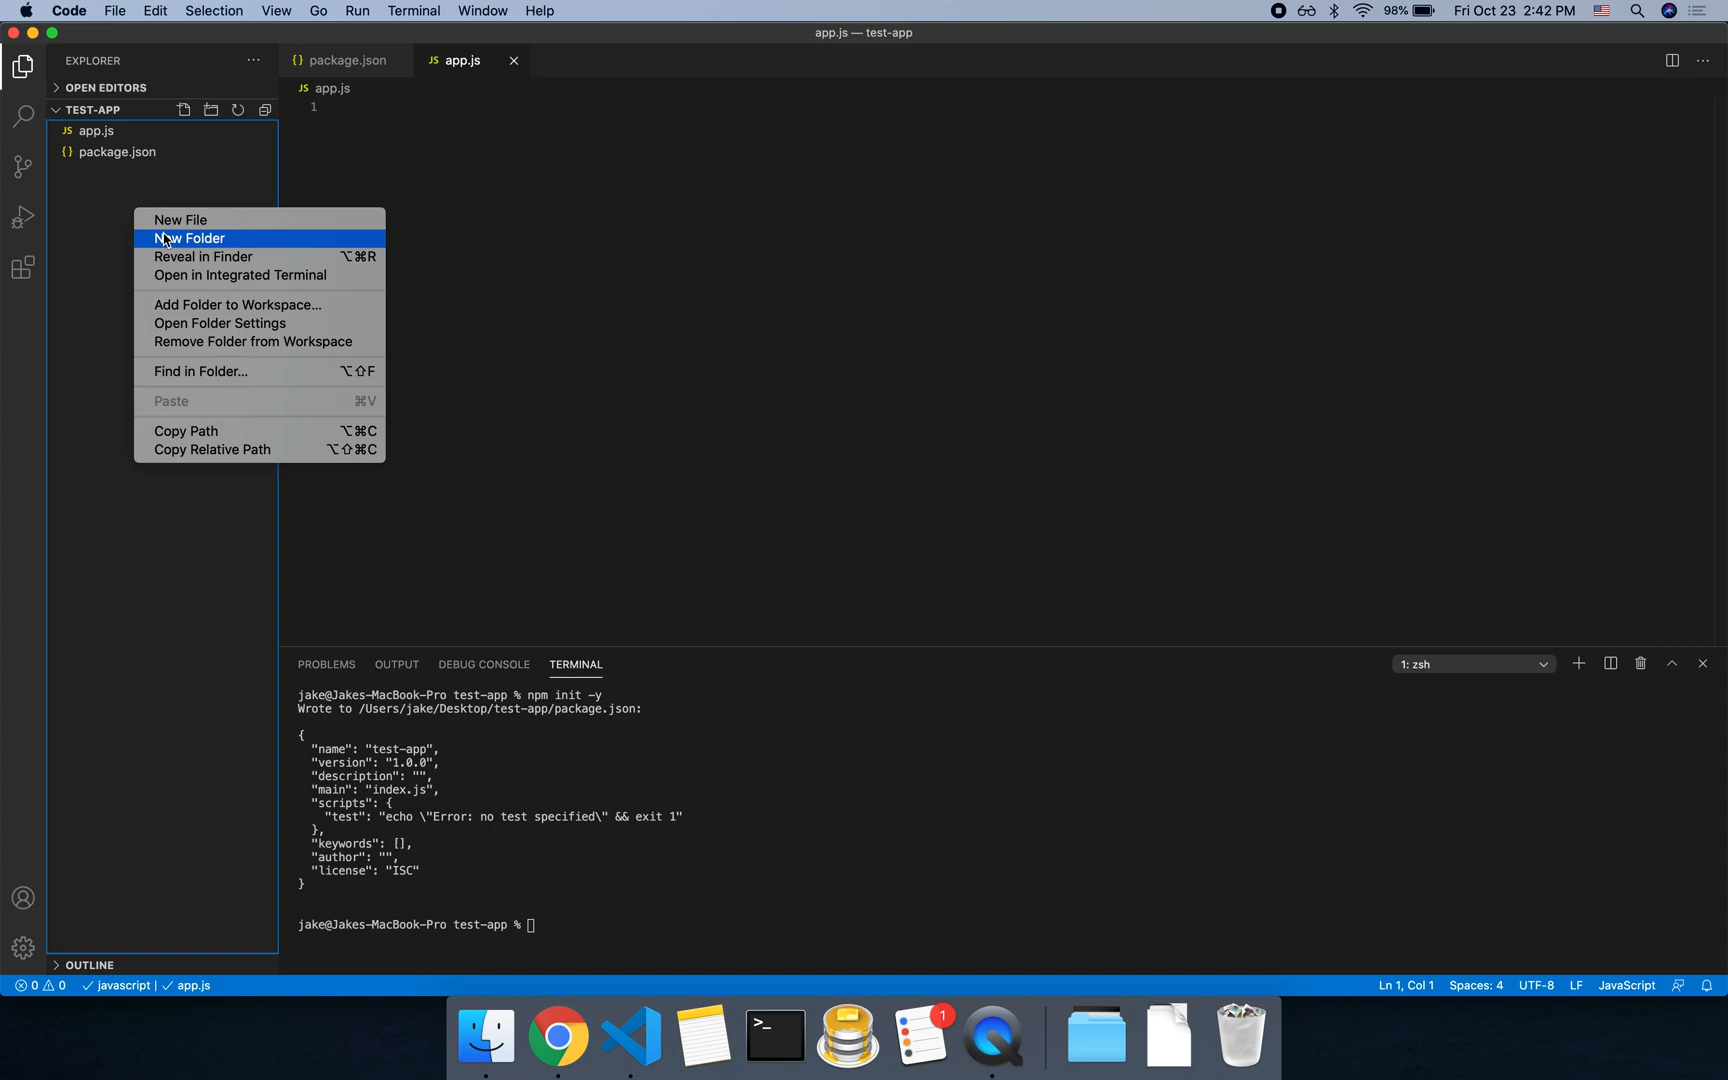 Code File Edit Selection View Go Run Terminal Window Help
98% Fri Oct 23 2:42 PM
app.js — test-app
EXPLORER
OPEN EDITORS
TEST-APP
JS app.js
{} package.json
{} package.json
JS app.js
JS app.js
1
New File
New Folder
Reveal in Finder ⌥⌘R
Open in Integrated Terminal
Add Folder to Workspace...
Open Folder Settings
Remove Folder from Workspace
Find in Folder... ⌥⇧F
Paste ⌘V
Copy Path ⌥⌘C
Copy Relative Path ⌥⇧⌘C
PROBLEMS OUTPUT DEBUG CONSOLE TERMINAL
1: zsh
jake@Jakes-MacBook-Pro test-app % npm init -y
Wrote to /Users/jake/Desktop/test-app/package.json:
{
"name": "test-app",
"version": "1.0.0",
"description": "",
"main": "index.js",
"scripts": {
"test": "echo \"Error: no test specified\" && exit 1"
},
"keywords": [],
"author": "",
"license": "ISC"
}
jake@Jakes-MacBook-Pro test-app %
OUTLINE
0 0 javascript | app.js
Ln 1, Col 1 Spaces: 4 UTF-8 LF JavaScript
>_
1